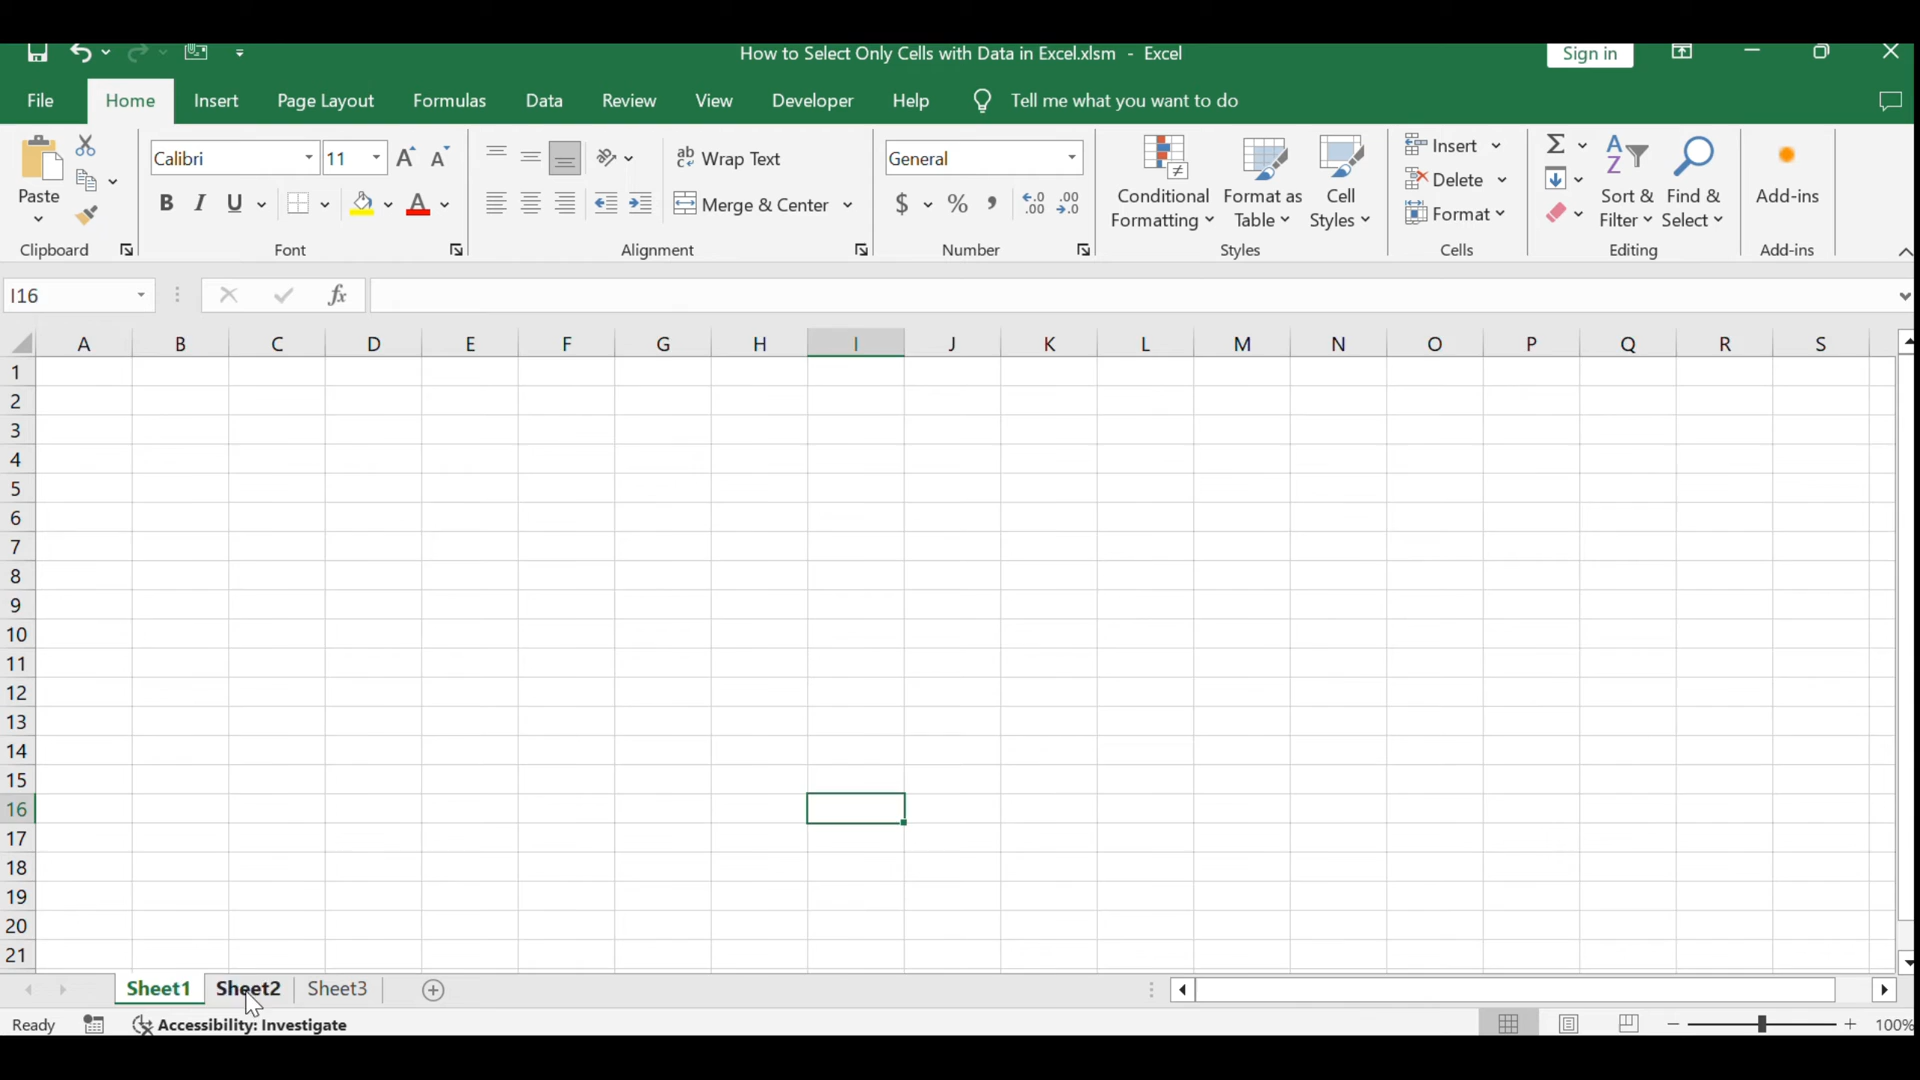 How to Select Only Cells with Data in Excel.xlsm - Excel
Sign in
File Home Insert Page Layout Formulas Data Review View Developer Help Tell me what you want to do
Paste
Clipboard
Calibri 11
B I U
A
Font
ab Wrap Text
Merge & Center
Alignment
General
$ % ,
Number
Conditional Formatting
Format as Table
Cell Styles
Styles
Insert
Delete
Format
Cells
Sort & Filter
Find & Select
Editing
Add-ins
Add-ins
I16 fx
A B C D E F G H I J K L M N O P Q R S
1
2
3
4
5
6
7
8
9
10
11
12
13
14
15
16
17
18
19
20
21
Sheet1 Sheet2 Sheet3
Ready Accessibility: Investigate 100%